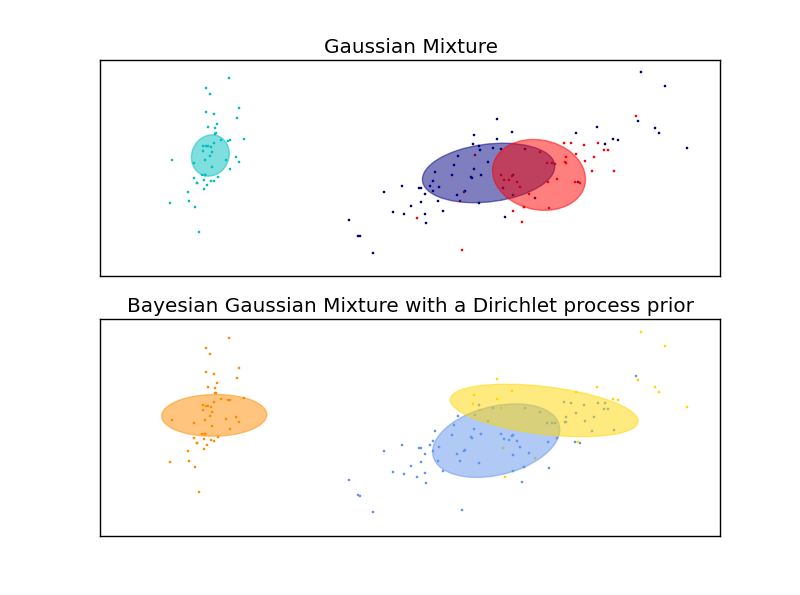 Gaussian Mixture
Bayesian Gaussian Mixture with a Dirichlet process prior